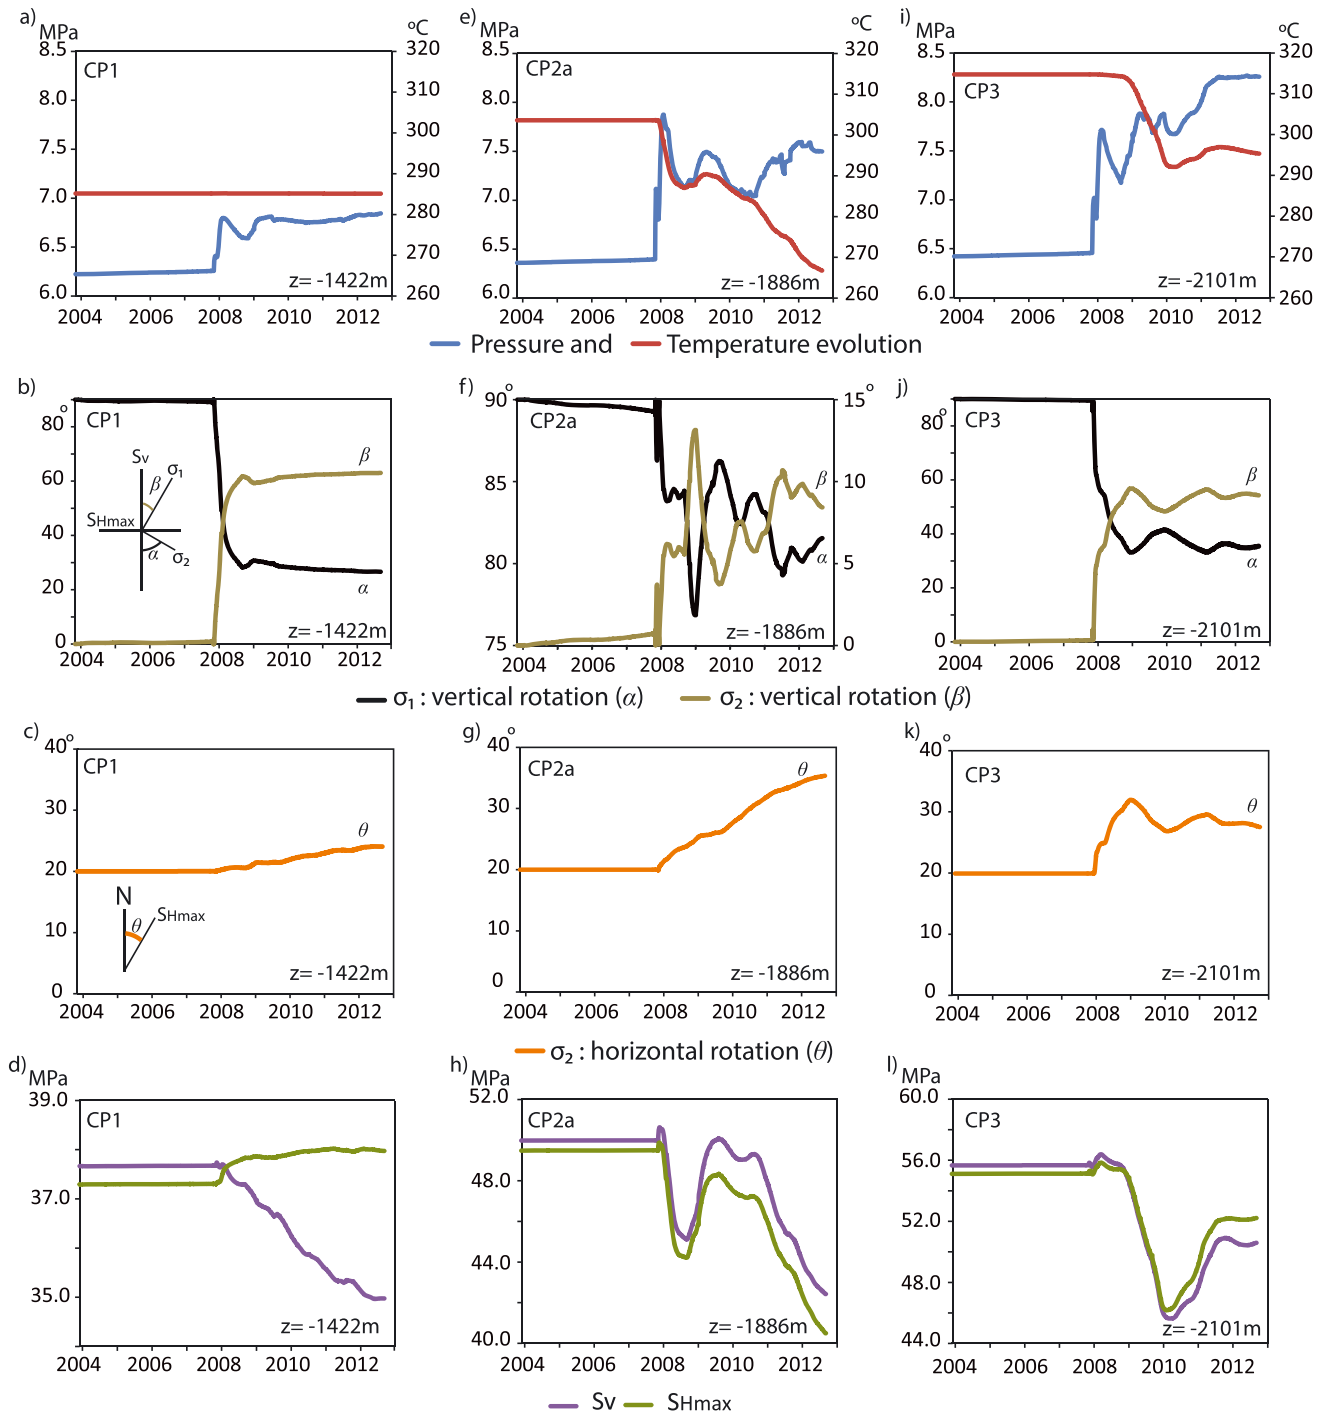 a)
MPa
ºC
8.5
8.0
7.5
7.0
6.5
6.0
320
310
300
290
280
270
260
CP1
z= -1422m
2004 2006 2008 2010 2012
e)
MPa
ºC
8.5
8.0
7.5
7.0
6.5
6.0
320
310
300
290
280
270
260
CP2a
z= -1886m
2004 2006 2008 2010 2012
i)
MPa
ºC
8.5
8.0
7.5
7.0
6.5
6.0
320
310
300
290
280
270
260
CP3
z= -2101m
2004 2006 2008 2010 2012
Pressure and Temperature evolution
b)
º
80
60
40
20
0
CP1
Sv
β
σ₁
SHmax
α
σ₂
β
α
z= -1422m
2004 2006 2008 2010 2012
f)
90º
85
80
75
15º
10
5
0
CP2a
β
α
z= -1886m
2004 2006 2008 2010 2012
j)
º
80
60
40
20
0
CP3
β
α
z= -2101m
2004 2006 2008 2010 2012
σ₁ : vertical rotation (α) σ₂ : vertical rotation (β)
c)
40º
30
20
10
0
CP1
θ
N
θ
SHmax
z= -1422m
2004 2006 2008 2010 2012
g)
40º
30
20
10
0
CP2a
θ
z= -1886m
2004 2006 2008 2010 2012
k)
40º
30
20
10
0
CP3
θ
z= -2101m
2004 2006 2008 2010 2012
σ₂ : horizontal rotation (θ)
d)
MPa
39.0
37.0
35.0
CP1
z= -1422m
2004 2006 2008 2010 2012
h)
MPa
52.0
48.0
44.0
40.0
CP2a
z= -1886m
2004 2006 2008 2010 2012
l)
MPa
60.0
56.0
52.0
48.0
44.0
CP3
z= -2101m
2004 2006 2008 2010 2012
Sv SHmax